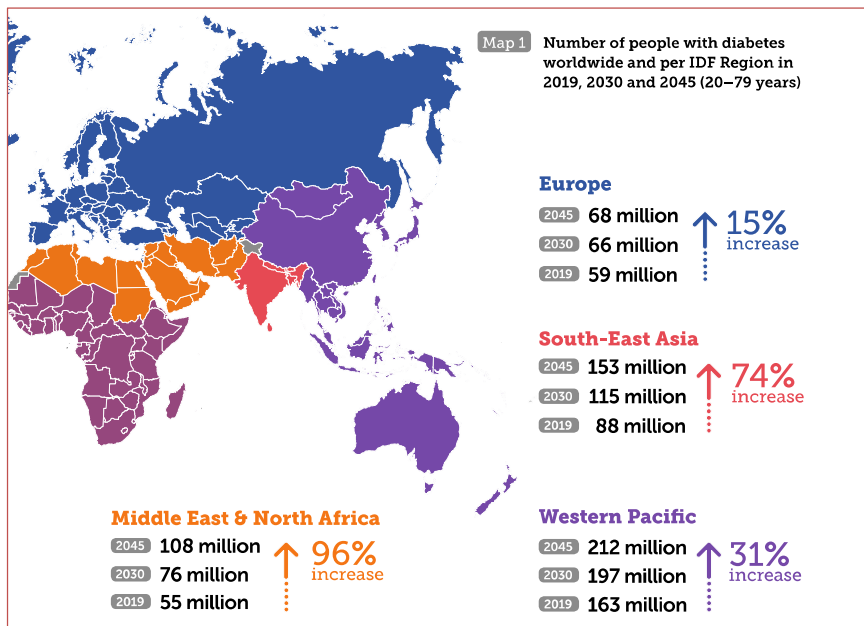 Map 1
Number of people with diabetes
worldwide and per IDF Region in
2019, 2030 and 2045 (20–79 years)
Europe
2045 68 million
2030 66 million
2019 59 million
15%
increase
South-East Asia
2045 153 million
2030 115 million
2019 88 million
74%
increase
Middle East & North Africa
2045 108 million
2030 76 million
2019 55 million
96%
increase
Western Pacific
2045 212 million
2030 197 million
2019 163 million
31%
increase